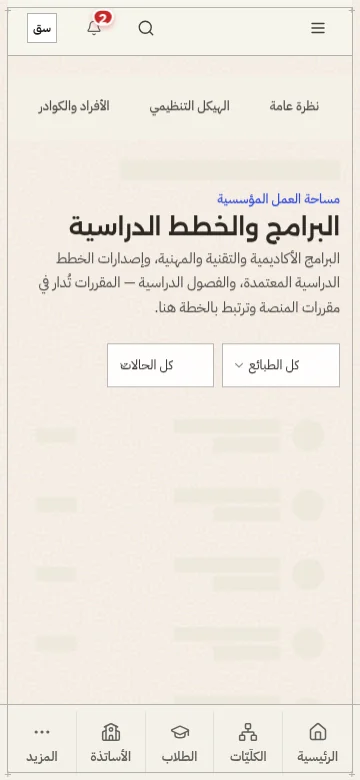 2
سق
نظرة عامة
الهيكل التنظيمي
الأفراد والكوادر
مساحة العمل المؤسسية
البرامج والخطط الدراسية
البرامج الأكاديمية والتقنية والمهنية، وإصدارات الخطط
الدراسية المعتمدة، والفصول الدراسية — المقررات تُدار في
مقررات المنصة وترتبط بالخطة هنا.
كل الطبائع
كل الحالات
الرئيسية
الكلّيّات
الطلاب
الأساتذة
المزيد